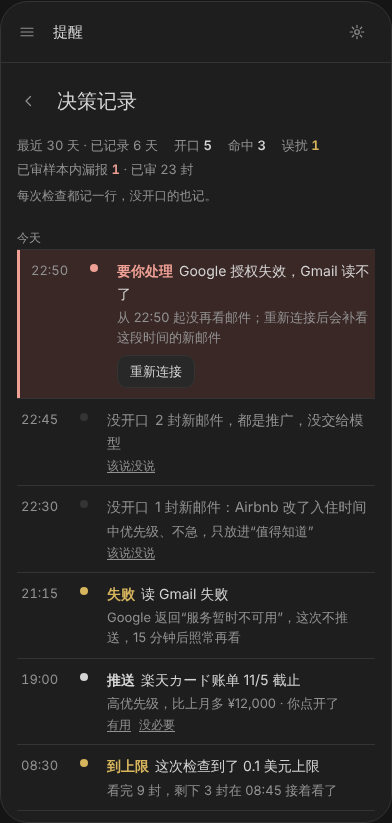 提醒
决策记录
最近 30 天 · 已记录 6 天 开口 5 命中 3 误扰 1
已审样本内漏报 1 · 已审 23 封
每次检查都记一行，没开口的也记。
今天
22:50 要你处理 Google 授权失效，Gmail 读不
了
从 22:50 起没再看邮件；重新连接后会补看
这段时间的新邮件
重新连接
22:45 没开口 2 封新邮件，都是推广，没交给模
型
该说没说
22:30 没开口 1 封新邮件：Airbnb 改了入住时间
中优先级、不急，只放进“值得知道”
该说没说
21:15 失败 读 Gmail 失败
Google 返回“服务暂时不可用”，这次不推
送，15 分钟后照常再看
19:00 推送 楽天カード账单 11/5 截止
高优先级，比上月多 ¥12,000 · 你点开了
有用 没必要
08:30 到上限 这次检查到了 0.1 美元上限
看完 9 封，剩下 3 封在 08:45 接着看了